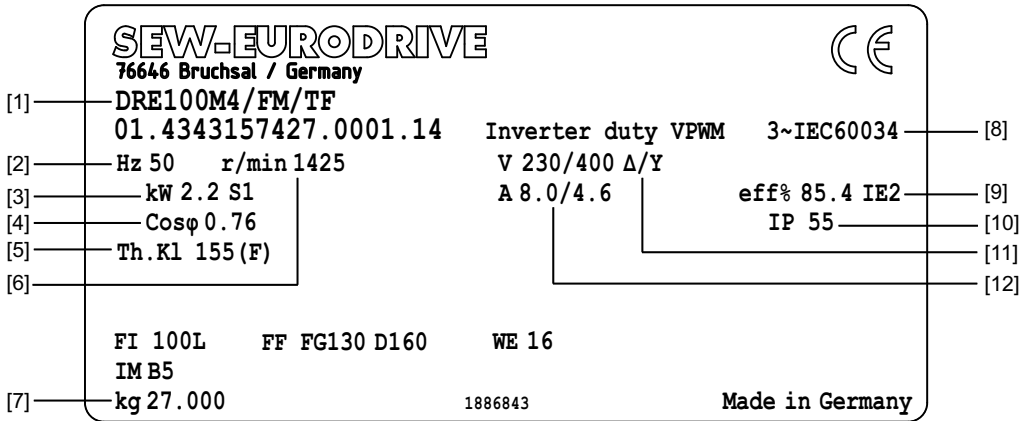 SEW-EURODRIVE
76646 Bruchsal / Germany
CE
[1] DRE100M4/FM/TF
01.4343157427.0001.14 Inverter duty VPWM 3~IEC60034 [8]
[2] Hz 50 r/min 1425 V 230/400 Δ/Y
[3] kW 2.2 S1 A 8.0/4.6 eff% 85.4 IE2 [9]
[4] Cosφ 0.76 IP 55 [10]
[5] Th.Kl 155(F) [11]
[6] [12]
FI 100L FF FG130 D160 WE 16
IM B5
[7] kg 27.000 1886843 Made in Germany